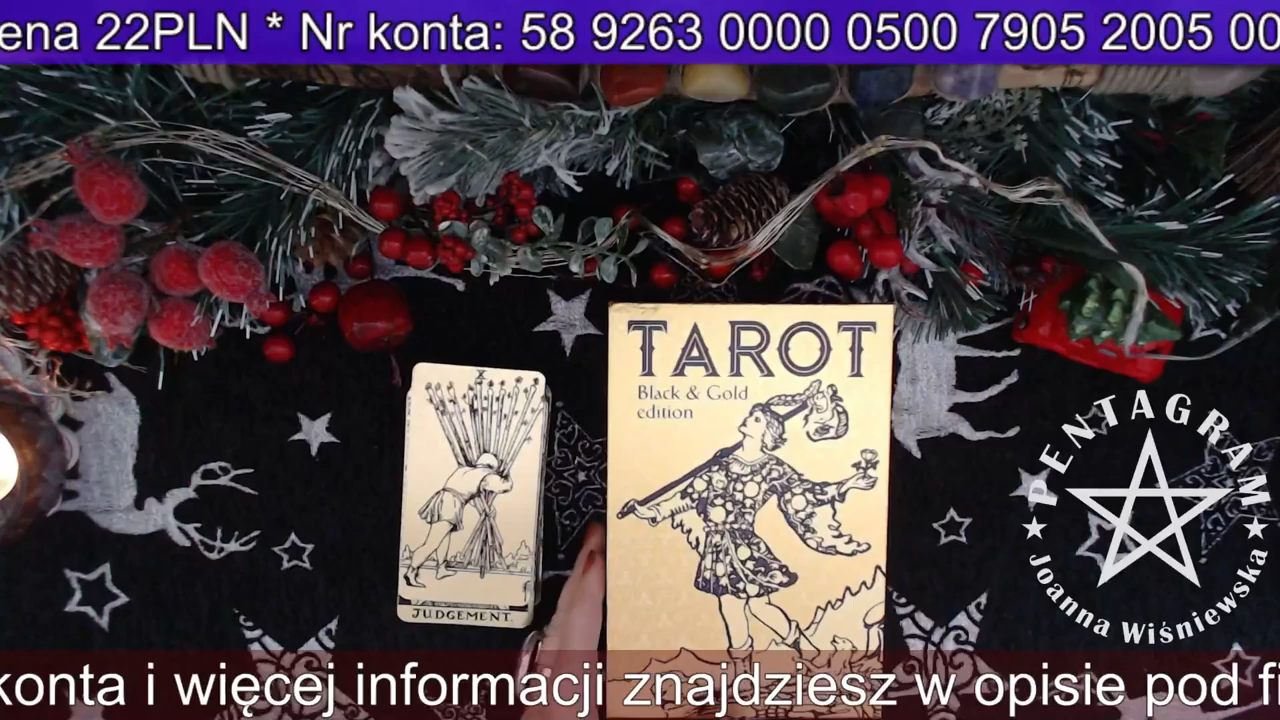 ena 22PLN * Nr konta: 58 9263 0000 0500 7905 2005 00
TAROT
Black & Gold
edition
X
JUDGEMENT.
PENTAGRAM
Joanna Wiśniewska
konta i więcej informacji znajdziesz w opisie pod fi